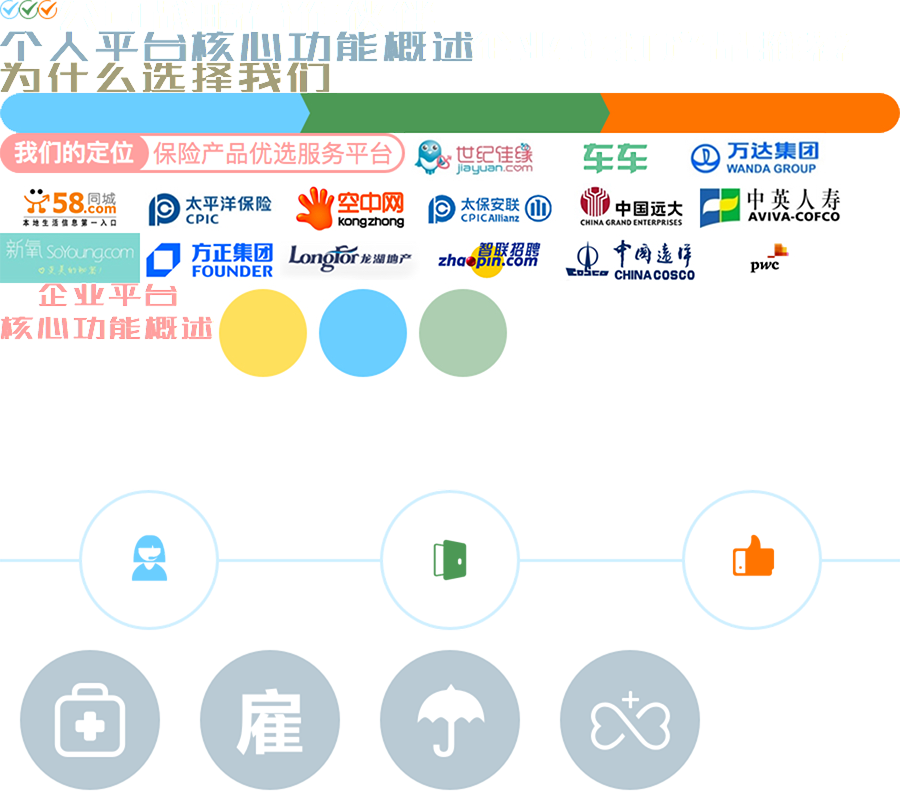 个人平台核心功能概述
为什么选择我们
我们的定位 保险产品优选服务平台
世纪佳缘
jiayuan.com
车车
万达集团
WANDA GROUP
58同城
.com
本地生活信息第一入口
太平洋保险
CPIC
空中网
kongzhong
太保安联
CPICAllianz
中国远大
CHINA GRAND ENTERPRISES
中英人寿
AVIVA-COFCO
新氧 SoYoung.com
方正集团
FOUNDER
Longfor 龙湖地产
智联招聘
zhaopin.com
COSCO
中国远洋
CHINA COSCO
pwc
企业平台
核心功能概述
雇